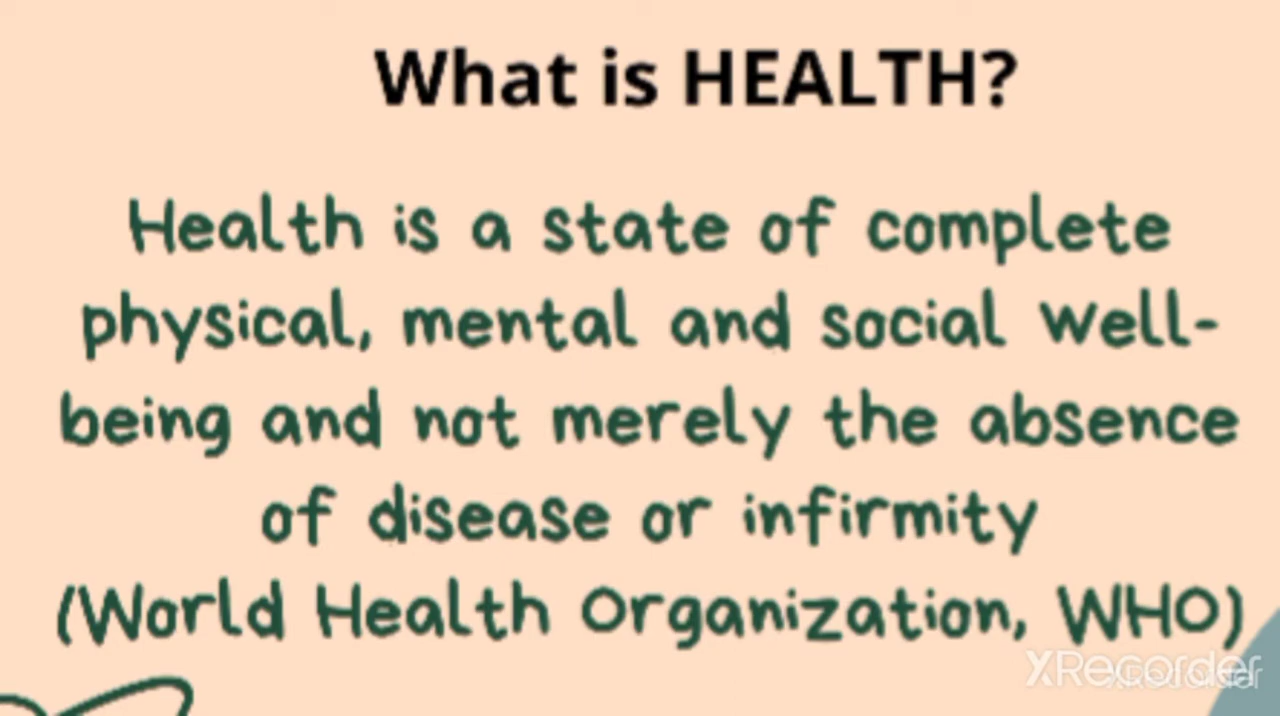 What is HEALTH?
Health is a state of complete
physical, mental and social well-
being and not merely the absence
of disease or infirmity
(World Health Organization, WHO)
XRecorder
XRecorder